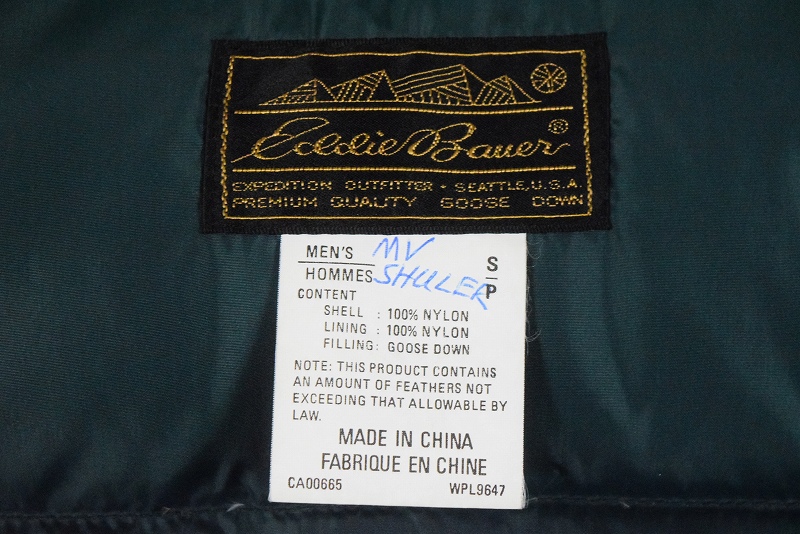 Eddie Bauer®
EXPEDITION OUTFITTER • SEATTLE, U.S.A.
PREMIUM QUALITY GOOSE DOWN
MEN'S MV S
HOMMES SHULER P
CONTENT
SHELL : 100% NYLON
LINING : 100% NYLON
FILLING: GOOSE DOWN
NOTE: THIS PRODUCT CONTAINS
AN AMOUNT OF FEATHERS NOT
EXCEEDING THAT ALLOWABLE BY
LAW.
MADE IN CHINA
FABRIQUE EN CHINE
CA00665 WPL9647